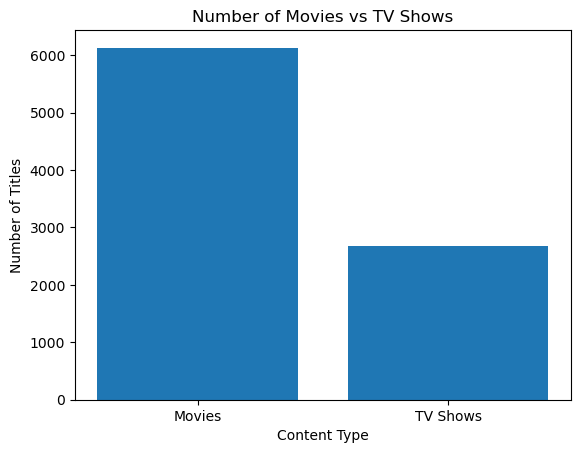 Number of Movies vs TV Shows
Number of Titles
6000
5000
4000
3000
2000
1000
0
Movies
TV Shows
Content Type